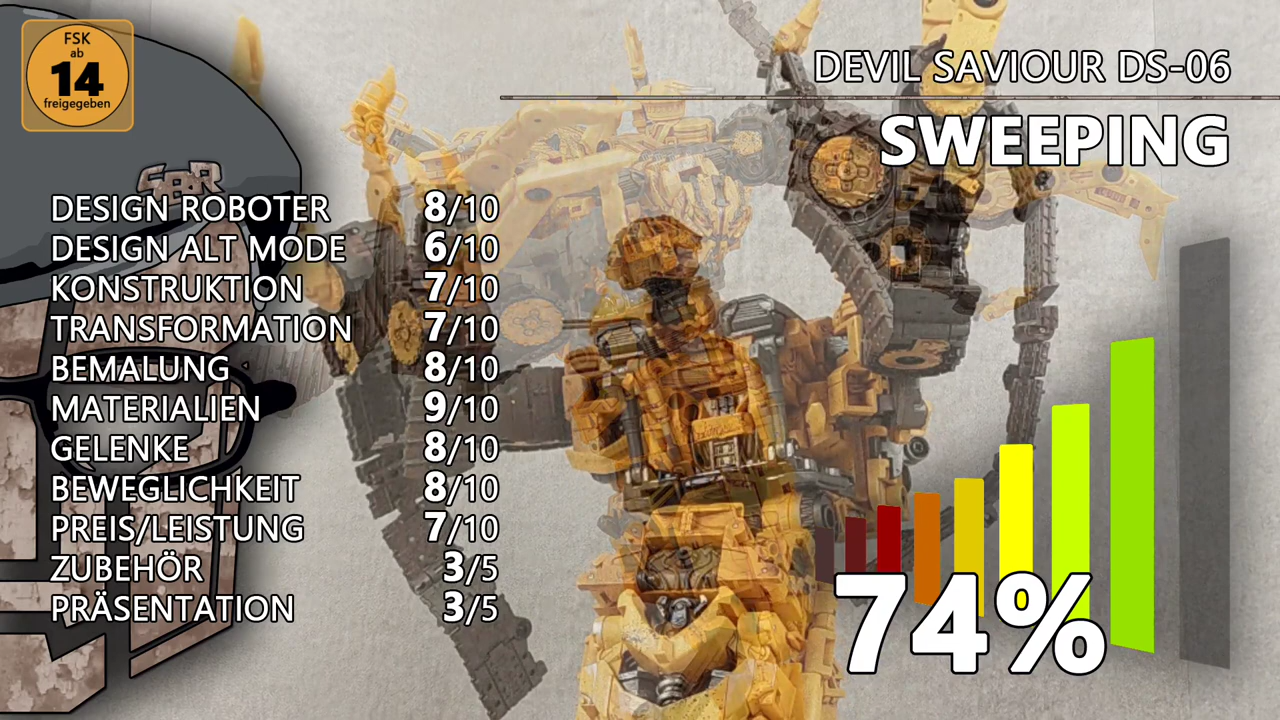 FSK
ab
14
freigegeben
DEVIL SAVIOUR DS-06
SWEEPING
SGR
DESIGN ROBOTER 8/10
DESIGN ALT MODE 6/10
KONSTRUKTION 7/10
TRANSFORMATION 7/10
BEMALUNG 8/10
MATERIALIEN 9/10
GELENKE 8/10
BEWEGLICHKEIT 8/10
PREIS/LEISTUNG 7/10
ZUBEHÖR 3/5
PRÄSENTATION 3/5
74%